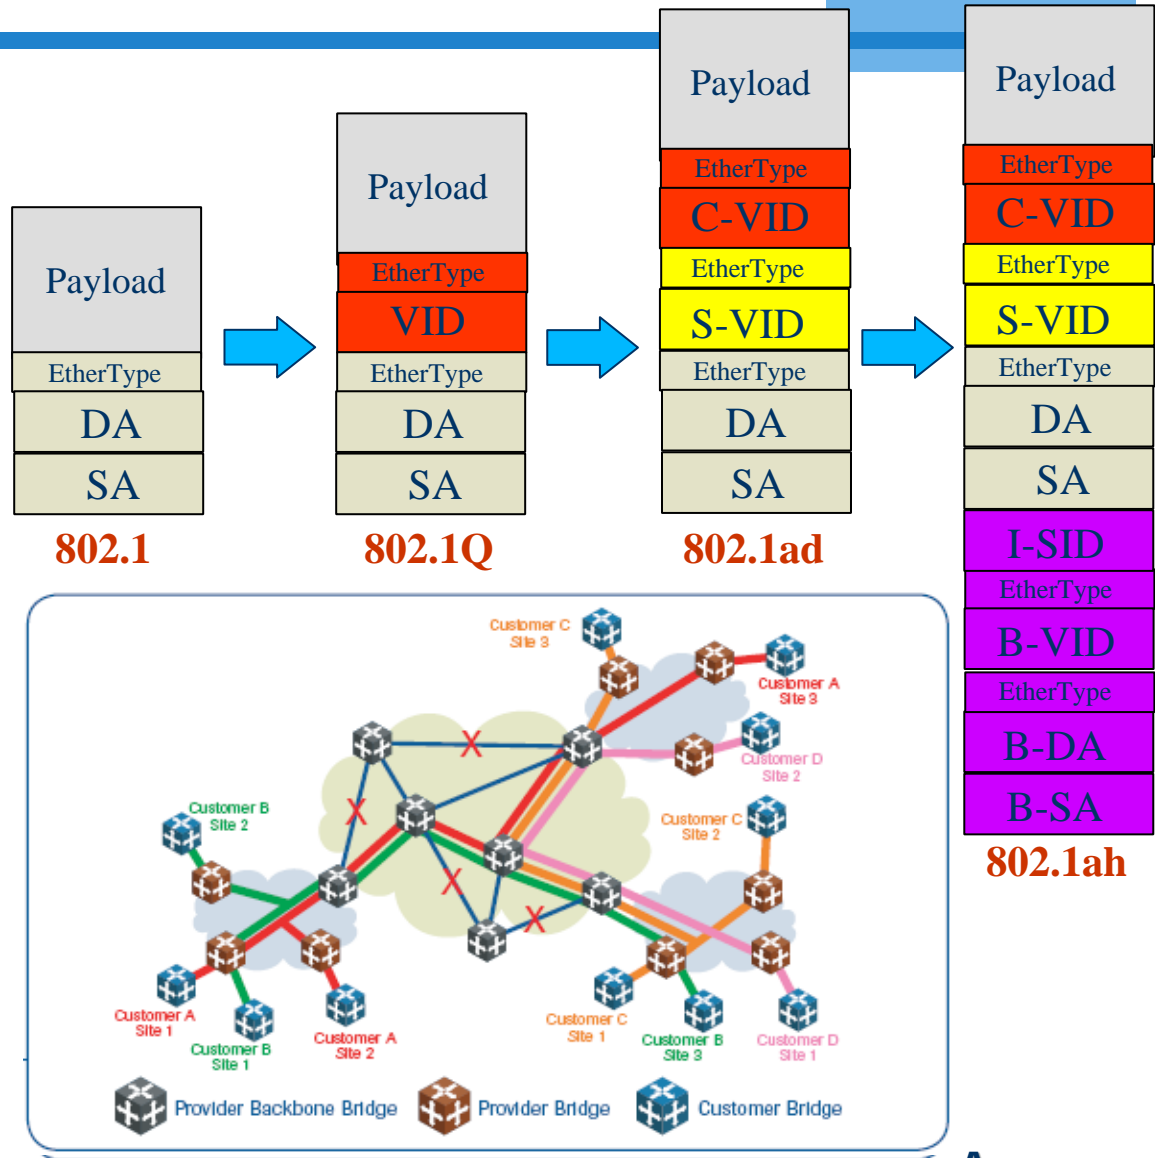 Payload
EtherType
DA
SA
802.1
Payload
EtherType
VID
EtherType
DA
SA
802.1Q
Payload
EtherType
C-VID
EtherType
S-VID
EtherType
DA
SA
802.1ad
Payload
EtherType
C-VID
EtherType
S-VID
EtherType
DA
SA
I-SID
EtherType
B-VID
EtherType
B-DA
B-SA
802.1ah
Customer C
Site 3
Customer A
Site 3
Customer D
Site 2
Customer B
Site 2
Customer C
Site 2
X
X
X
X
Customer A
Site 1
Customer B
Site 1
Customer A
Site 2
Customer C
Site 1
Customer B
Site 3
Customer D
Site 1
Provider Backbone Bridge
Provider Bridge
Customer Bridge